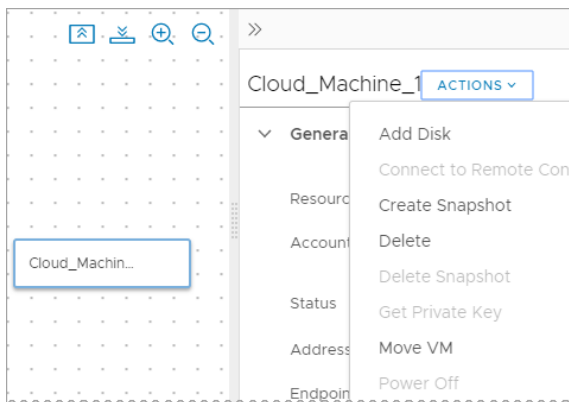 Cloud_Machine_1 ACTIONS
Genera
Add Disk
Connect to Remote Con
Resourc
Create Snapshot
Account
Delete
Cloud_Machin...
Delete Snapshot
Status
Get Private Key
Address
Move VM
Endpoin
Power Off